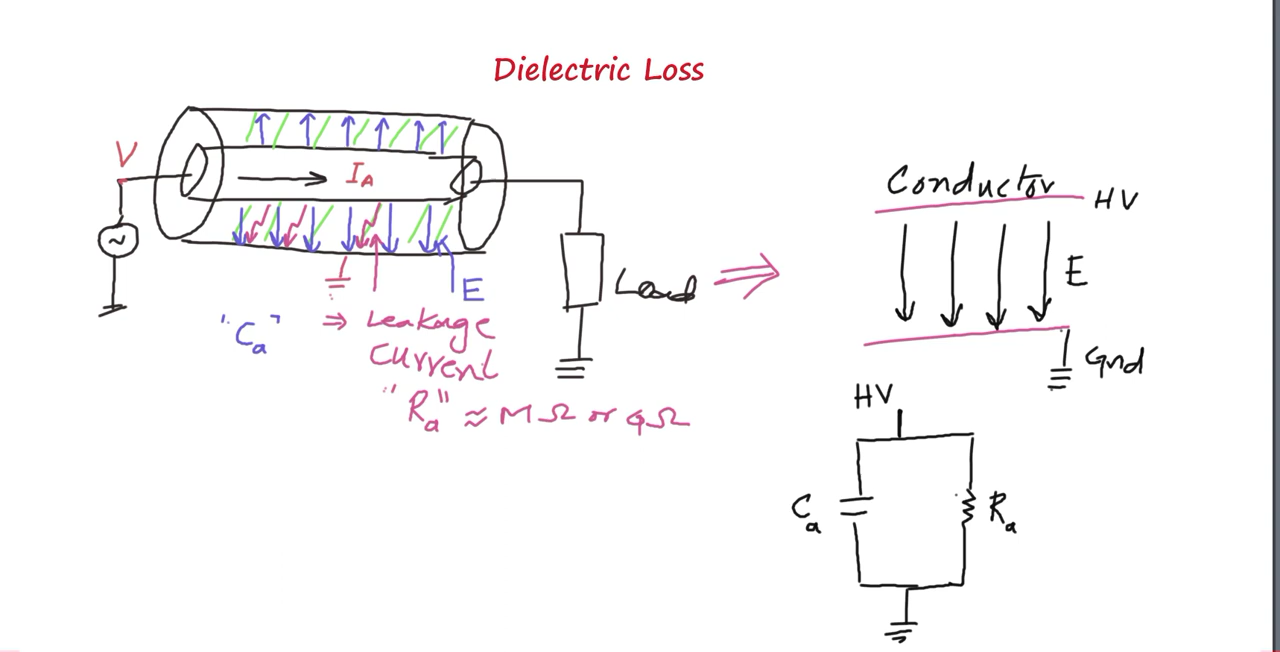 Dielectric Loss
V
I_A
"C_a"
⇒ Leakage
Current
"R_a" ≈ MΩ or GΩ
E
Load
Conductor
HV
E
Gnd
HV
C_a
R_a